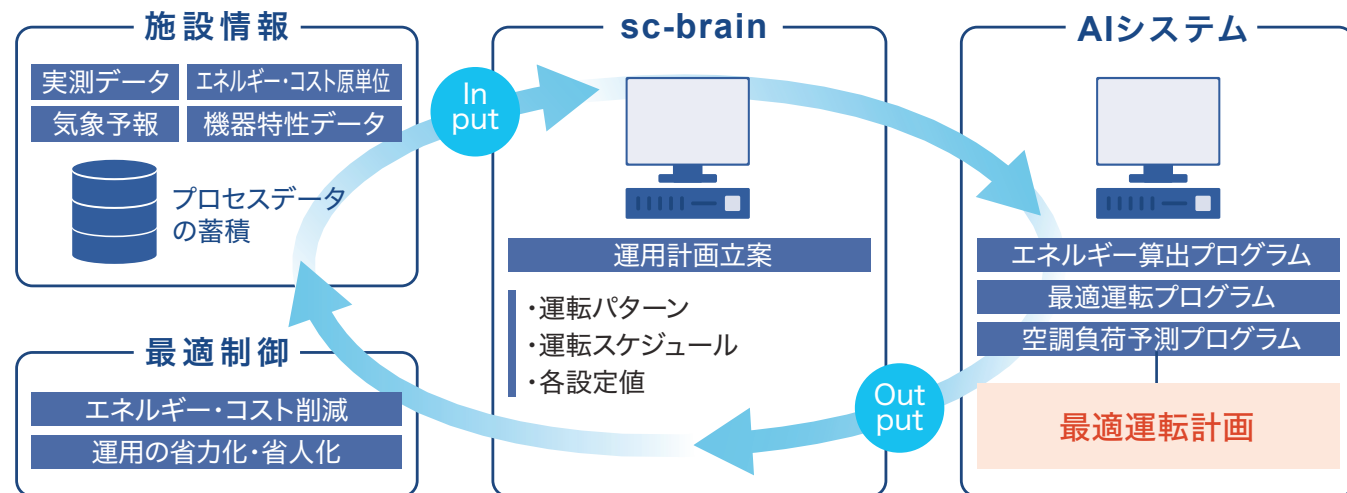 施設情報
実測データ
エネルギー・コスト原単位
気象予報
機器特性データ
プロセスデータ
の蓄積
In
put
sc-brain
運用計画立案
・運転パターン
・運転スケジュール
・各設定値
AIシステム
エネルギー算出プログラム
最適運転プログラム
空調負荷予測プログラム
最適運転計画
Out
put
最適制御
エネルギー・コスト削減
運用の省力化・省人化